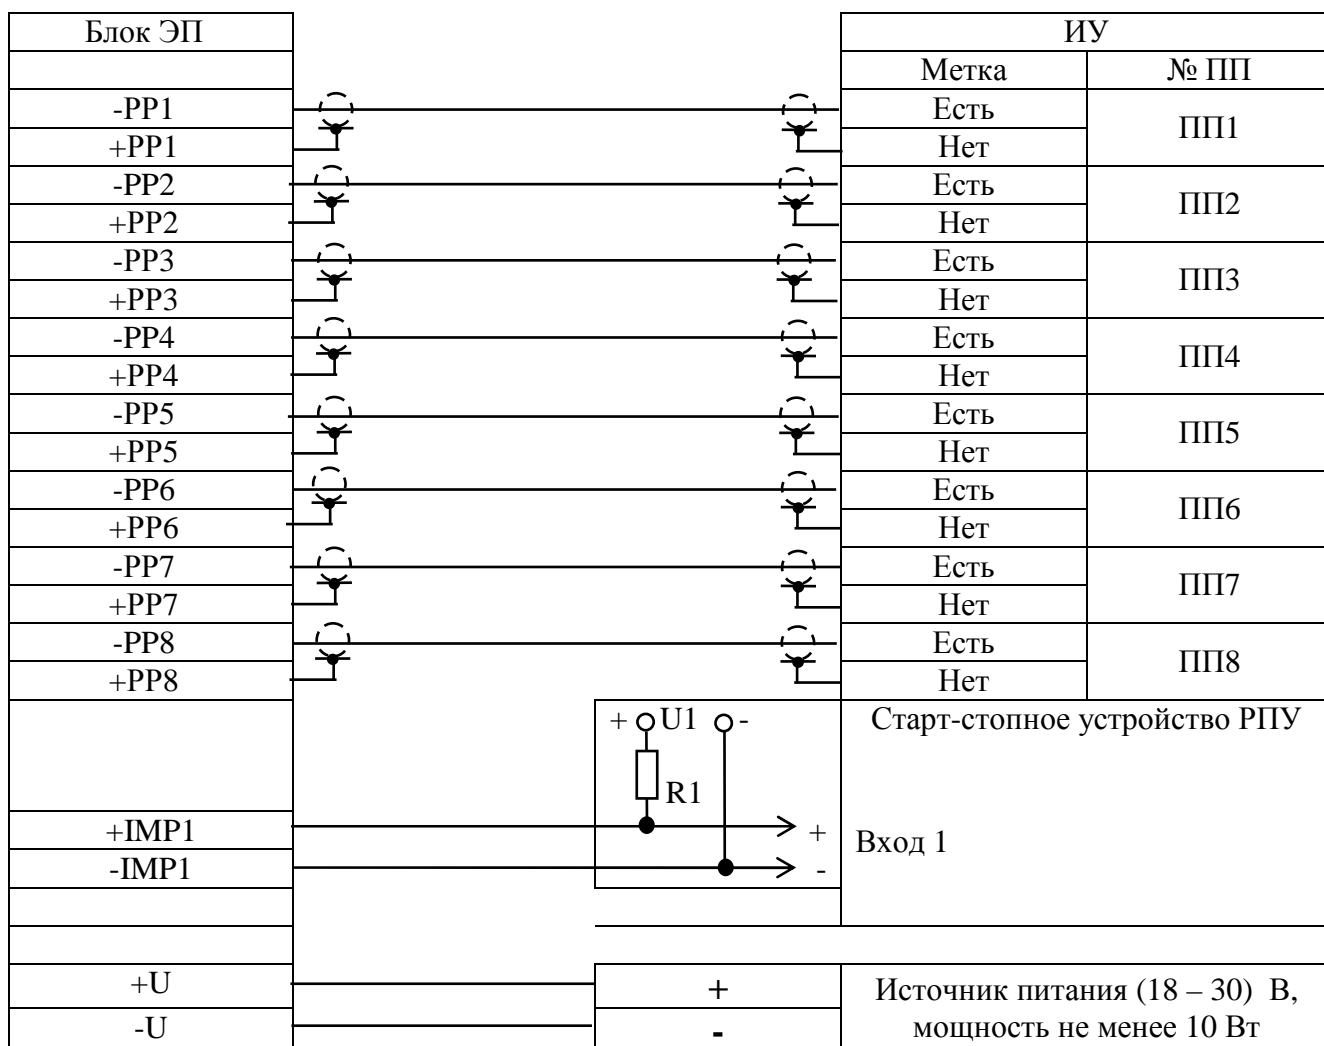 Блок ЭП ИУ
Метка № ПП
-PP1 Есть
ПП1
+PP1 Нет
-PP2 Есть
ПП2
+PP2 Нет
-PP3 Есть
ПП3
+PP3 Нет
-PP4 Есть
ПП4
+PP4 Нет
-PP5 Есть
ПП5
+PP5 Нет
-PP6 Есть
ПП6
+PP6 Нет
-PP7 Есть
ПП7
+PP7 Нет
-PP8 Есть
ПП8
+PP8 Нет
+ U1 - Старт-стопное устройство РПУ
R1
+IMP1 +
Вход 1
-IMP1 -
+U + Источник питания (18 – 30) В,
-U - мощность не менее 10 Вт